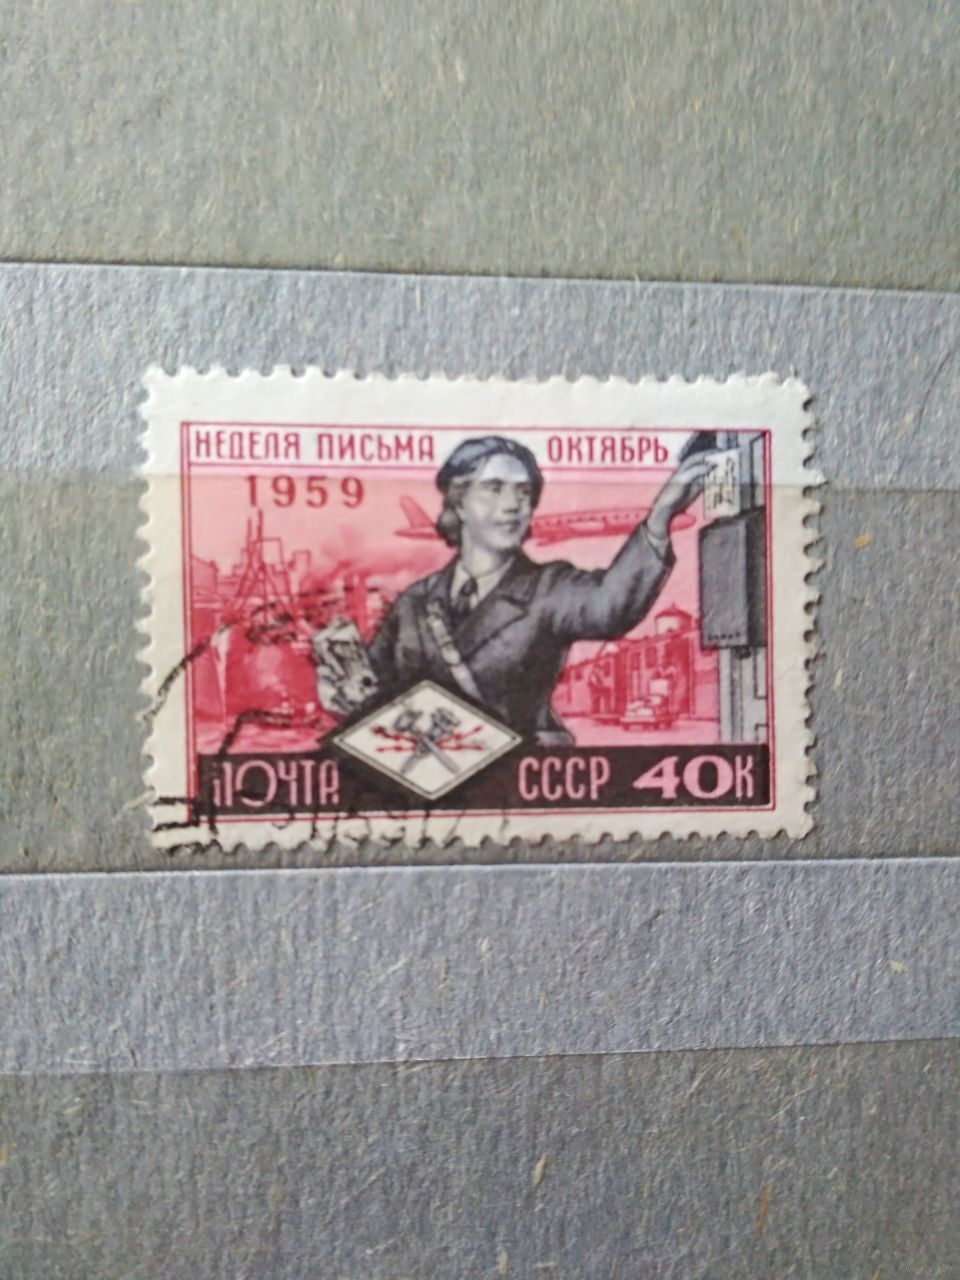 НЕДЕЛЯ ПИСЬМА ОКТЯБРЬ
1959
ПОЧТА СССР 40К